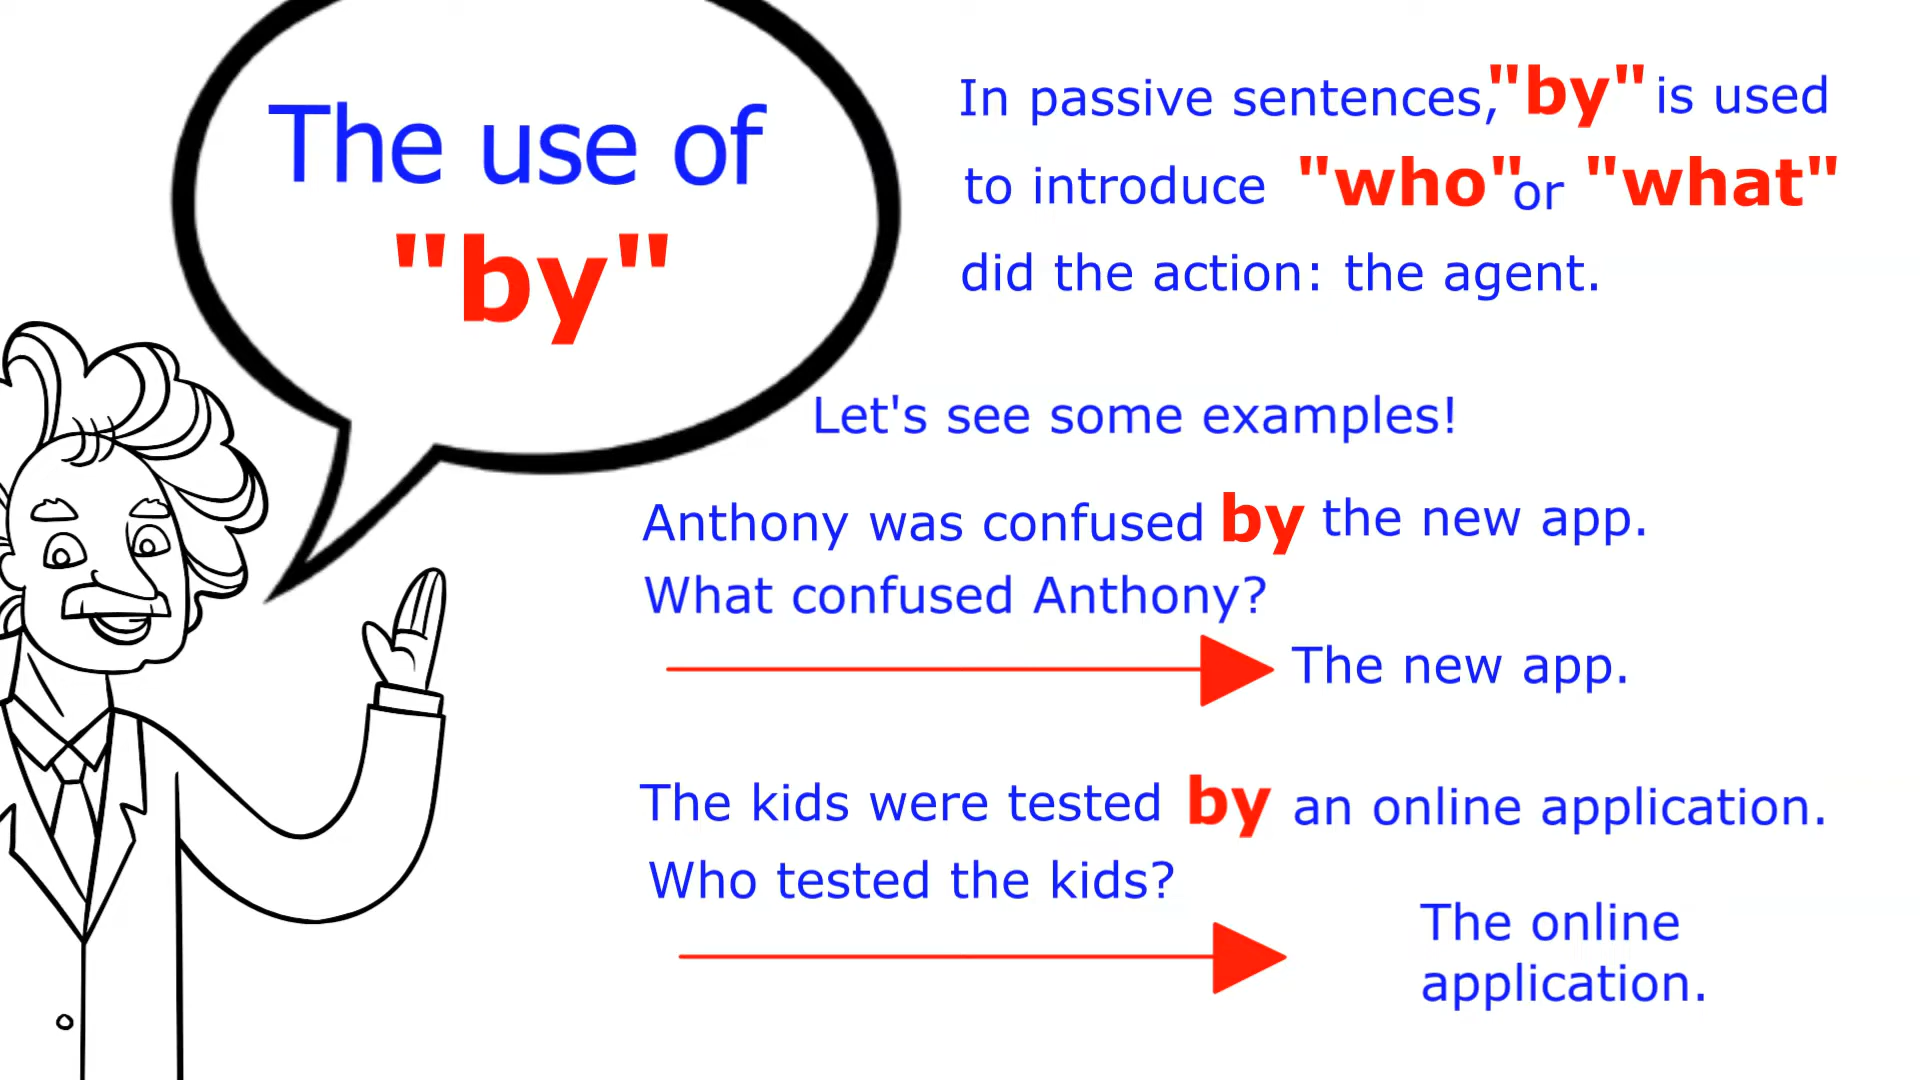 The use of
"by"
In passive sentences,"by" is used
to introduce "who"or "what"
did the action: the agent.
Let's see some examples!
Anthony was confused by the new app.
What confused Anthony?
The new app.
The kids were tested by an online application.
Who tested the kids?
The online
application.